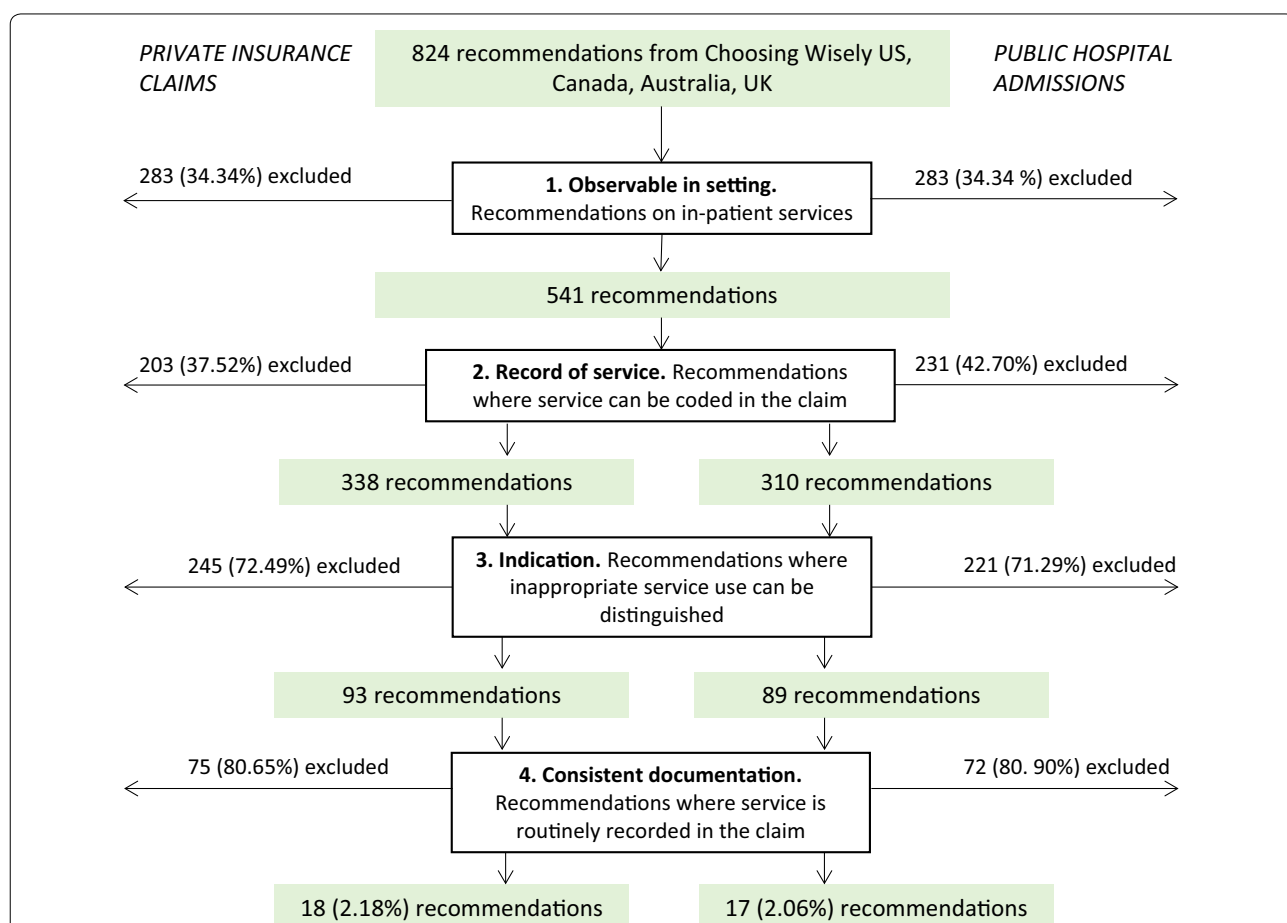 PRIVATE INSURANCE
CLAIMS
824 recommendations from Choosing Wisely US,
Canada, Australia, UK
PUBLIC HOSPITAL
ADMISSIONS
283 (34.34%) excluded
1. Observable in setting.
Recommendations on in-patient services
283 (34.34 %) excluded
541 recommendations
203 (37.52%) excluded
2. Record of service. Recommendations
where service can be coded in the claim
231 (42.70%) excluded
338 recommendations
310 recommendations
245 (72.49%) excluded
3. Indication. Recommendations where
inappropriate service use can be
distinguished
221 (71.29%) excluded
93 recommendations
89 recommendations
75 (80.65%) excluded
4. Consistent documentation.
Recommendations where service is
routinely recorded in the claim
72 (80. 90%) excluded
18 (2.18%) recommendations
17 (2.06%) recommendations